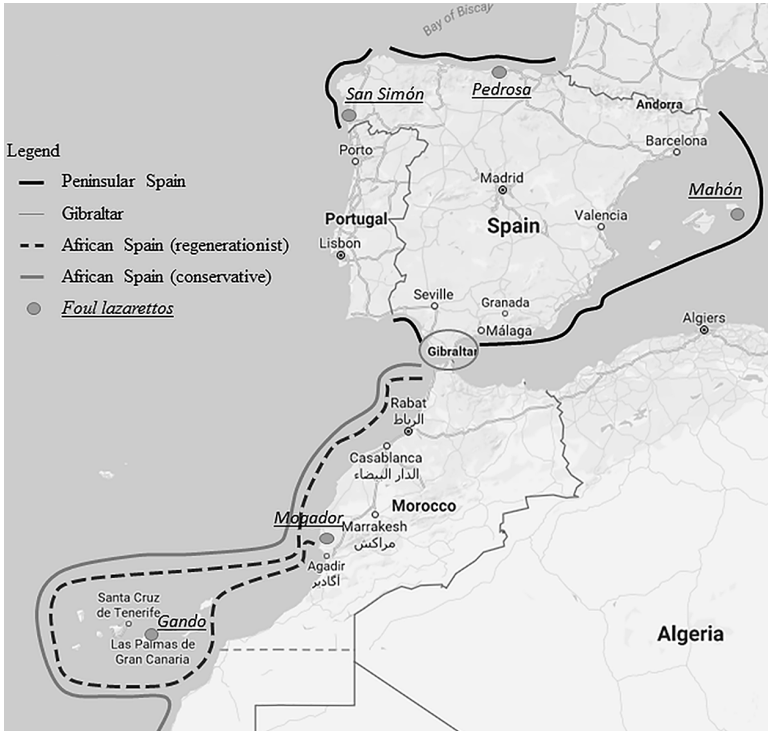 Bay of Biscay
San Simón
Pedrosa
Andorra
Legend
Porto
Barcelona
Peninsular Spain
Madrid
Mahón
Gibraltar
Portugal
Spain
Valencia
African Spain (regenerationist)
Lisbon
African Spain (conservative)
Seville
Granada
Foul lazarettos
Málaga
Algiers
Gibraltar
Rabat
الرباط
Casablanca
الدار البيضاء
Morocco
Mogador
Marrakesh
مراكش
Agadir
أگادير
Santa Cruz
de Tenerife
Gando
Las Palmas de
Gran Canaria
Algeria